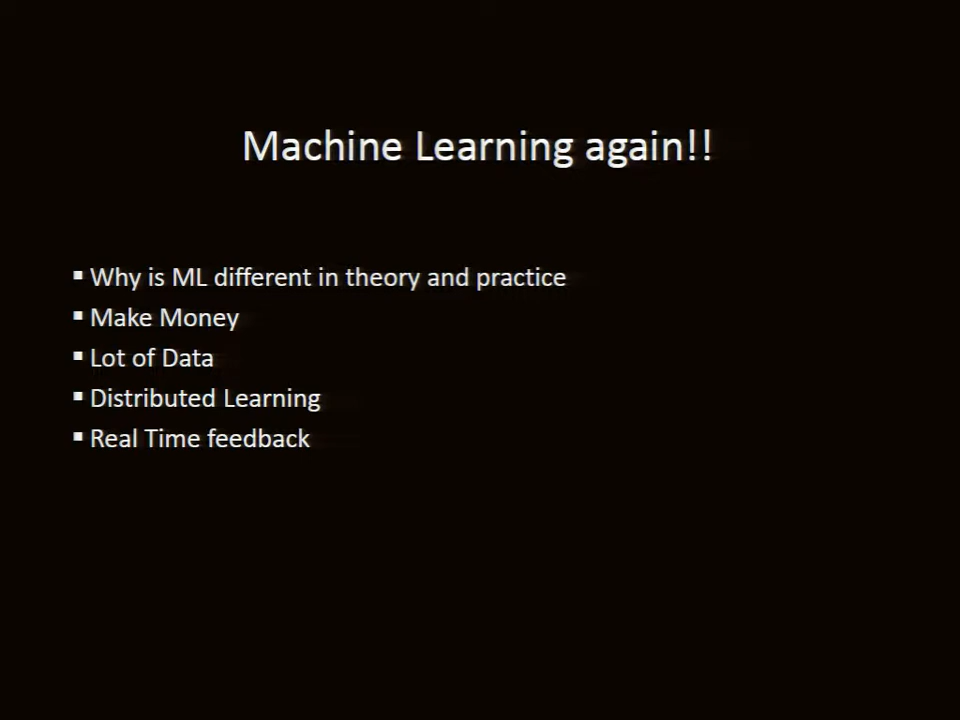 Machine Learning again!!
▪ Why is ML different in theory and practice
▪ Make Money
▪ Lot of Data
▪ Distributed Learning
▪ Real Time feedback